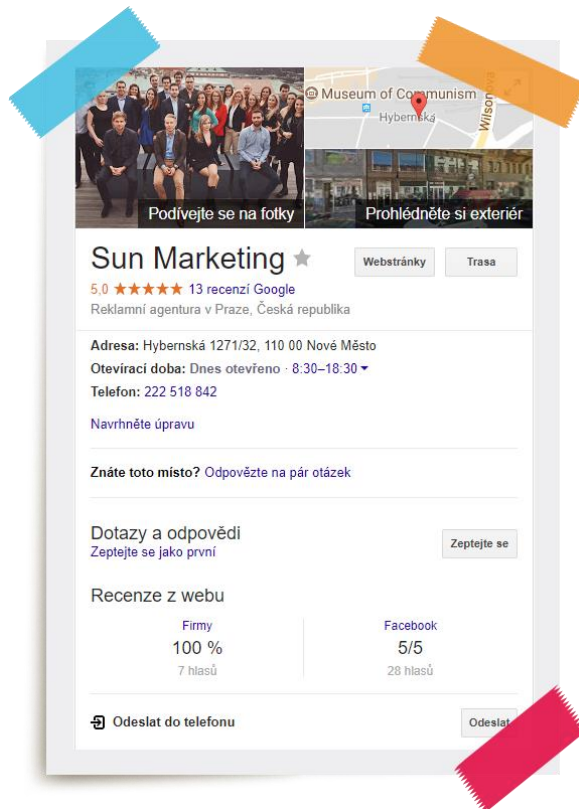 Museum of Communism
Hybernská
Wilsonova
Podívejte se na fotky
Prohlédněte si exteriér
Sun Marketing
Webstránky
Trasa
5,0 ★★★★★ 13 recenzí Google
Reklamní agentura v Praze, Česká republika
Adresa: Hybernská 1271/32, 110 00 Nové Město
Otevírací doba: Dnes otevřeno · 8:30–18:30
Telefon: 222 518 842
Navrhněte úpravu
Znáte toto místo? Odpovězte na pár otázek
Dotazy a odpovědi
Zeptejte se jako první
Zeptejte se
Recenze z webu
Firmy
Facebook
100 %
5/5
7 hlasů
28 hlasů
Odeslat do telefonu
Odeslat